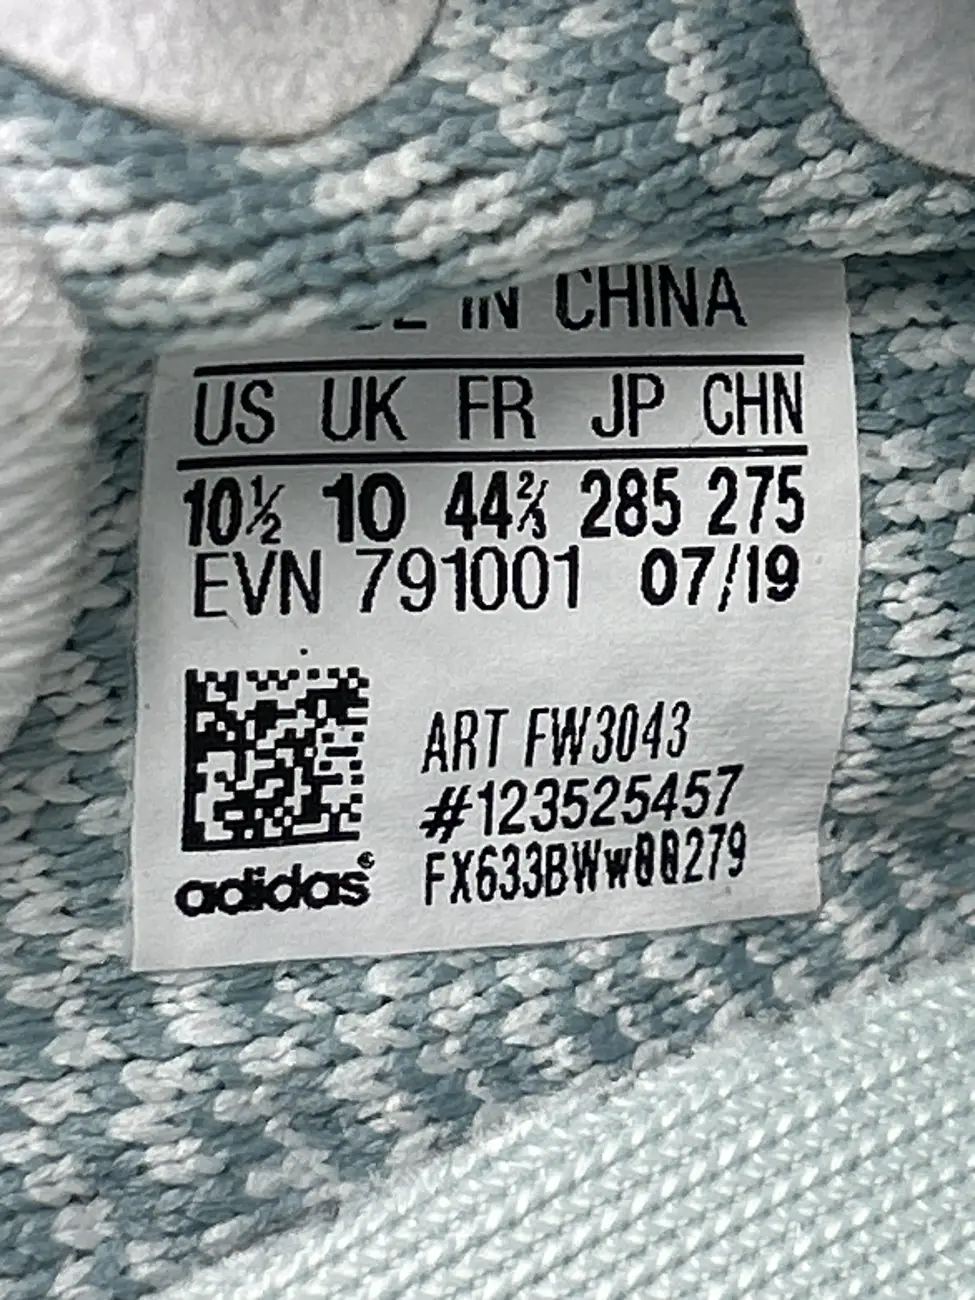 IN CHINA
US UK FR JP CHN
10½ 10 44⅔ 285 275
EVN 791001 07/19
ART FW3043
#123525457
FX633BWw00279
adidas